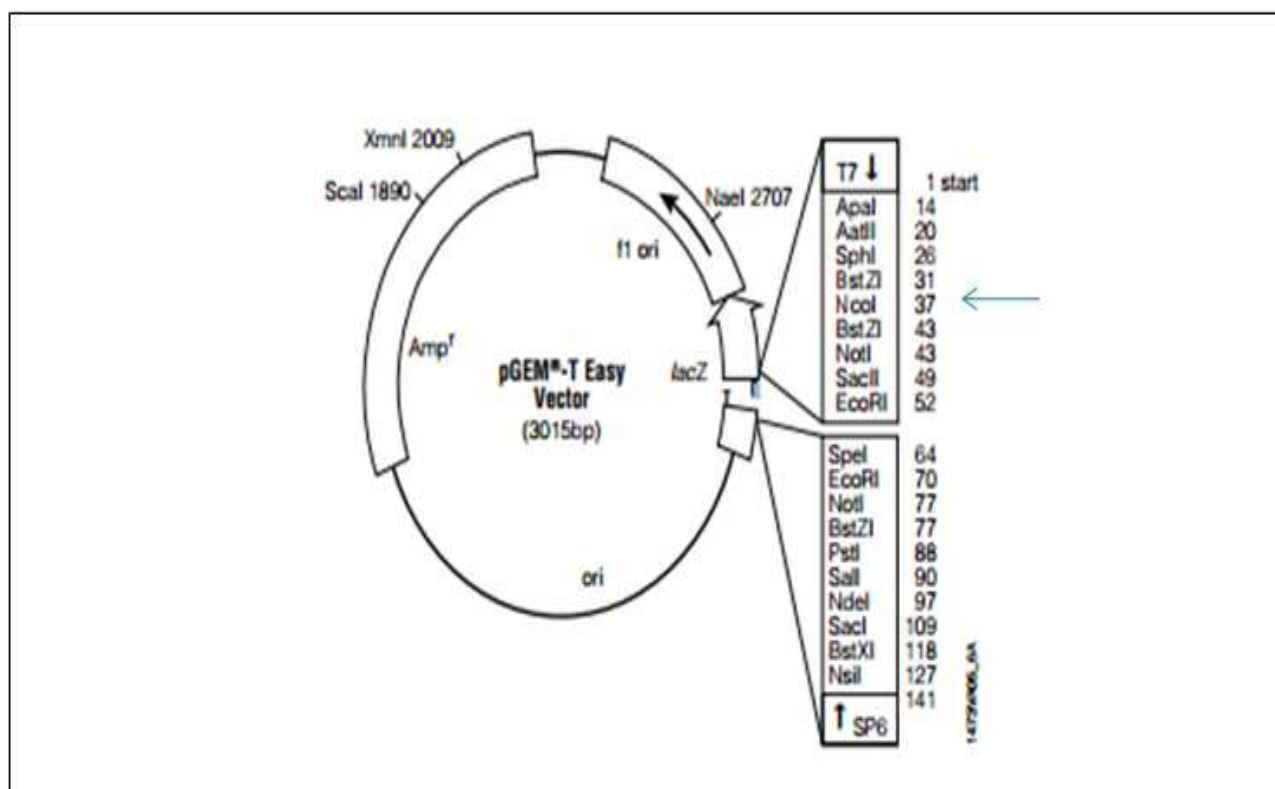 XmnI 2009
ScaI 1890
NaeI 2707
f1 ori
Ampʳ
pGEM®-T Easy
Vector
(3015bp)
lacZ
T T
ori
T7 ↓
1 start
ApaI 14
AatII 20
SphI 26
BstZI 31
NcoI 37
BstZI 43
NotI 43
SacII 49
EcoRI 52
SpeI 64
EcoRI 70
NotI 77
BstZI 77
PstI 88
SalI 90
NdeI 97
SacI 109
BstXI 118
NsiI 127
141
↑ SP6